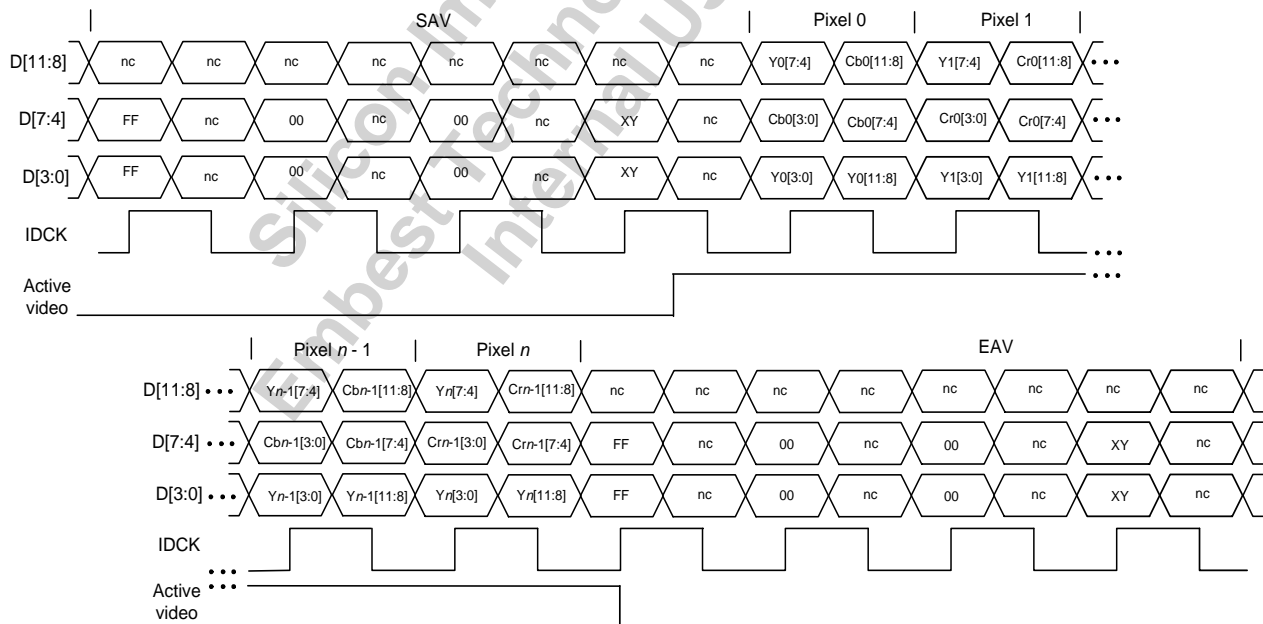 SAV Pixel 0 Pixel 1
D[11:8] nc nc nc nc nc nc nc nc Y0[7:4] Cb0[11:8] Y1[7:4] Cr0[11:8] •••
D[7:4] FF nc 00 nc 00 nc XY nc Cb0[3:0] Cb0[7:4] Cr0[3:0] Cr0[7:4] •••
D[3:0] FF nc 00 nc 00 nc XY nc Y0[3:0] Y0[11:8] Y1[3:0] Y1[11:8] •••
IDCK •••
Active •••
video
Pixel n - 1 Pixel n EAV
D[11:8] ••• Yn-1[7:4] Cbn-1[11:8] Yn[7:4] Crn-1[11:8] nc nc nc nc nc nc nc nc
D[7:4] ••• Cbn-1[3:0] Cbn-1[7:4] Crn-1[3:0] Crn-1[7:4] FF nc 00 nc 00 nc XY nc
D[3:0] ••• Yn-1[3:0] Yn-1[11:8] Yn[3:0] Yn[11:8] FF nc 00 nc 00 nc XY nc
IDCK •••
Active •••
video
Silicon
Embest
Internal